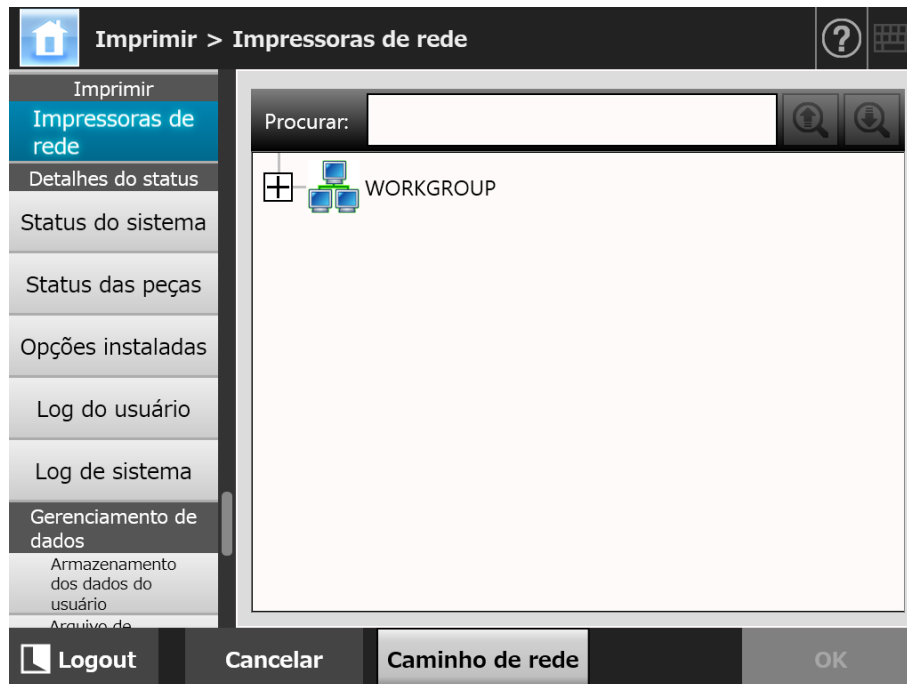 Imprimir > Impressoras de rede
?
Imprimir
Impressoras de
rede
Detalhes do status
Status do sistema
Status das peças
Opções instaladas
Log do usuário
Log de sistema
Gerenciamento de
dados
Armazenamento
dos dados do
usuário
Arquivo de
Procurar:
WORKGROUP
Logout
Cancelar
Caminho de rede
OK